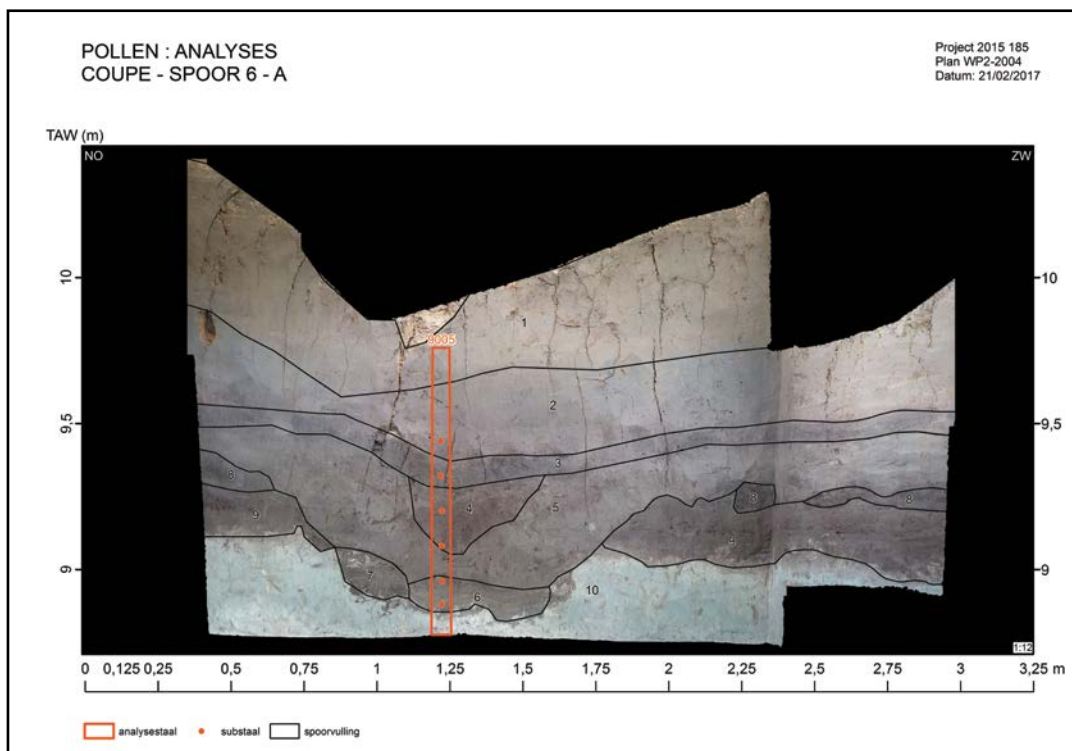 POLLEN : ANALYSES
COUPE - SPOOR 6 - A
Project 2015 185
Plan WP2-2004
Datum: 21/02/2017
TAW (m)
NO
ZW
10
10
1
9005
2
9,5
9,5
3
8
4
5
8
8
9
9
9
9
7
6
10
1:12
0 0,125 0,25 0,5 0,75 1 1,25 1,5 1,75 2 2,25 2,5 2,75 3 3,25 m
analysestaal substaal spoorvulling